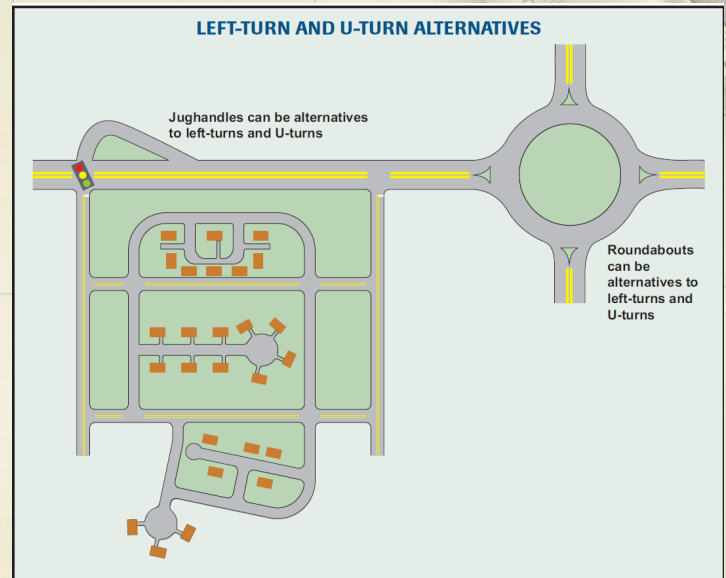 LEFT-TURN AND U-TURN ALTERNATIVES
Jughandles can be alternatives
to left-turns and U-turns
Roundabouts
can be
alternatives to
left-turns and
U-turns